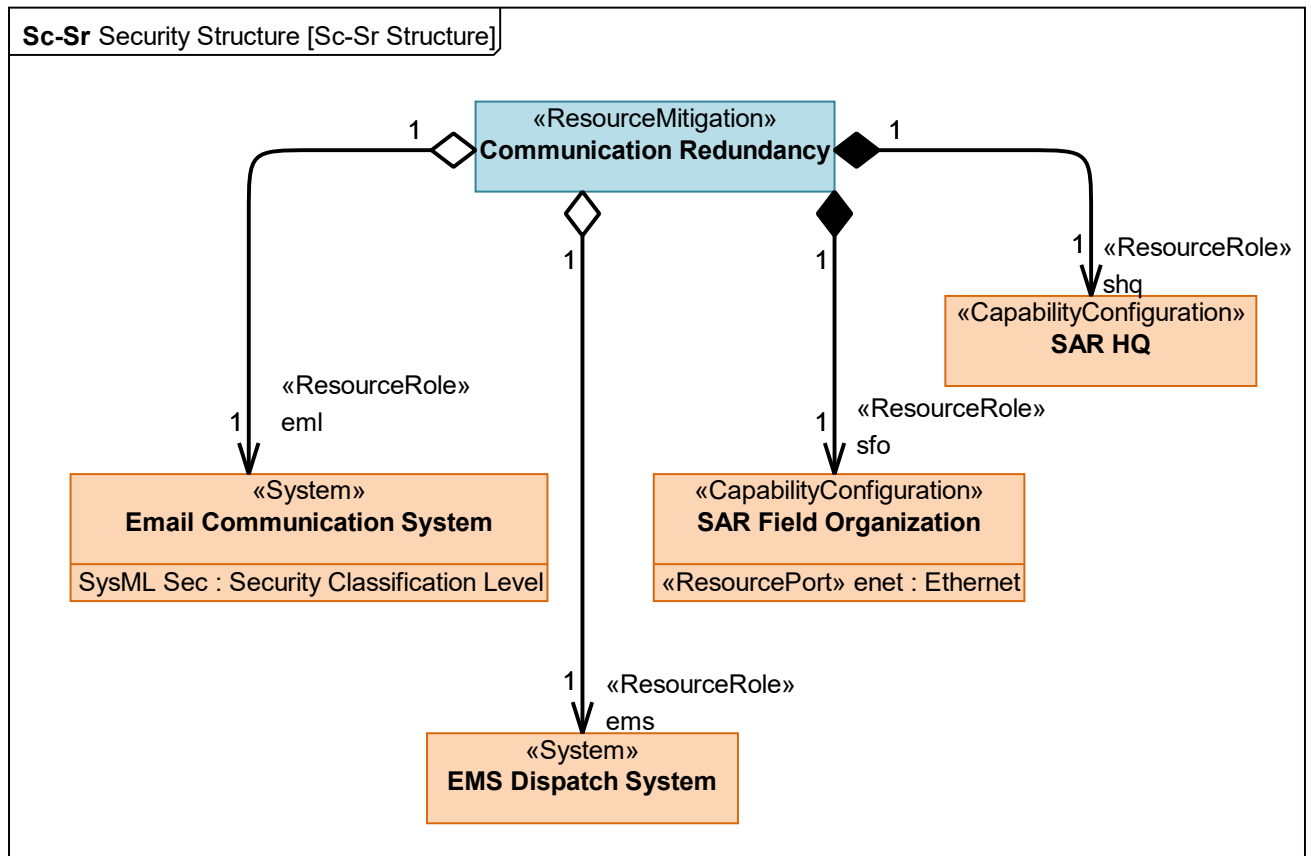 Sc-Sr Security Structure [Sc-Sr Structure]
«ResourceMitigation»
Communication Redundancy
1
1
1
1
1
«ResourceRole»
shq
«CapabilityConfiguration»
SAR HQ
«ResourceRole»
1
eml
1
«ResourceRole»
sfo
«System»
Email Communication System
SysML Sec : Security Classification Level
«CapabilityConfiguration»
SAR Field Organization
«ResourcePort» enet : Ethernet
1
«ResourceRole»
ems
«System»
EMS Dispatch System